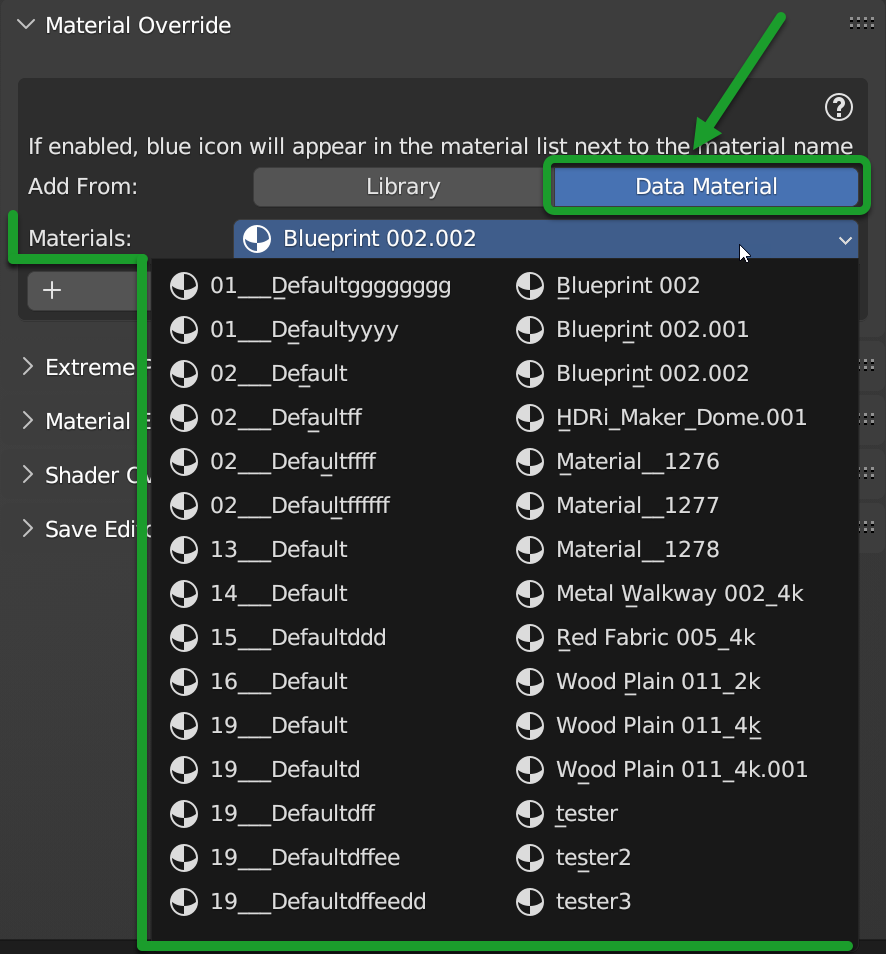 Material Override
?
If enabled, blue icon will appear in the material list next to the material name
Add From: Library Data Material
Materials: Blueprint 002.002
+
Extreme
Material
Shader
Save
01___Defaultgggggggg
01___Defaultyyyy
02___Default
02___Defaultff
02___Defaultffff
02___Defaultffffff
13___Default
14___Default
15___Defaultddd
16___Default
19___Default
19___Defaultd
19___Defaultdff
19___Defaultdffee
19___Defaultdffeedd
Blueprint 002
Blueprint 002.001
Blueprint 002.002
HDRi_Maker_Dome.001
Material__1276
Material__1277
Material__1278
Metal Walkway 002_4k
Red Fabric 005_4k
Wood Plain 011_2k
Wood Plain 011_4k
Wood Plain 011_4k.001
tester
tester2
tester3